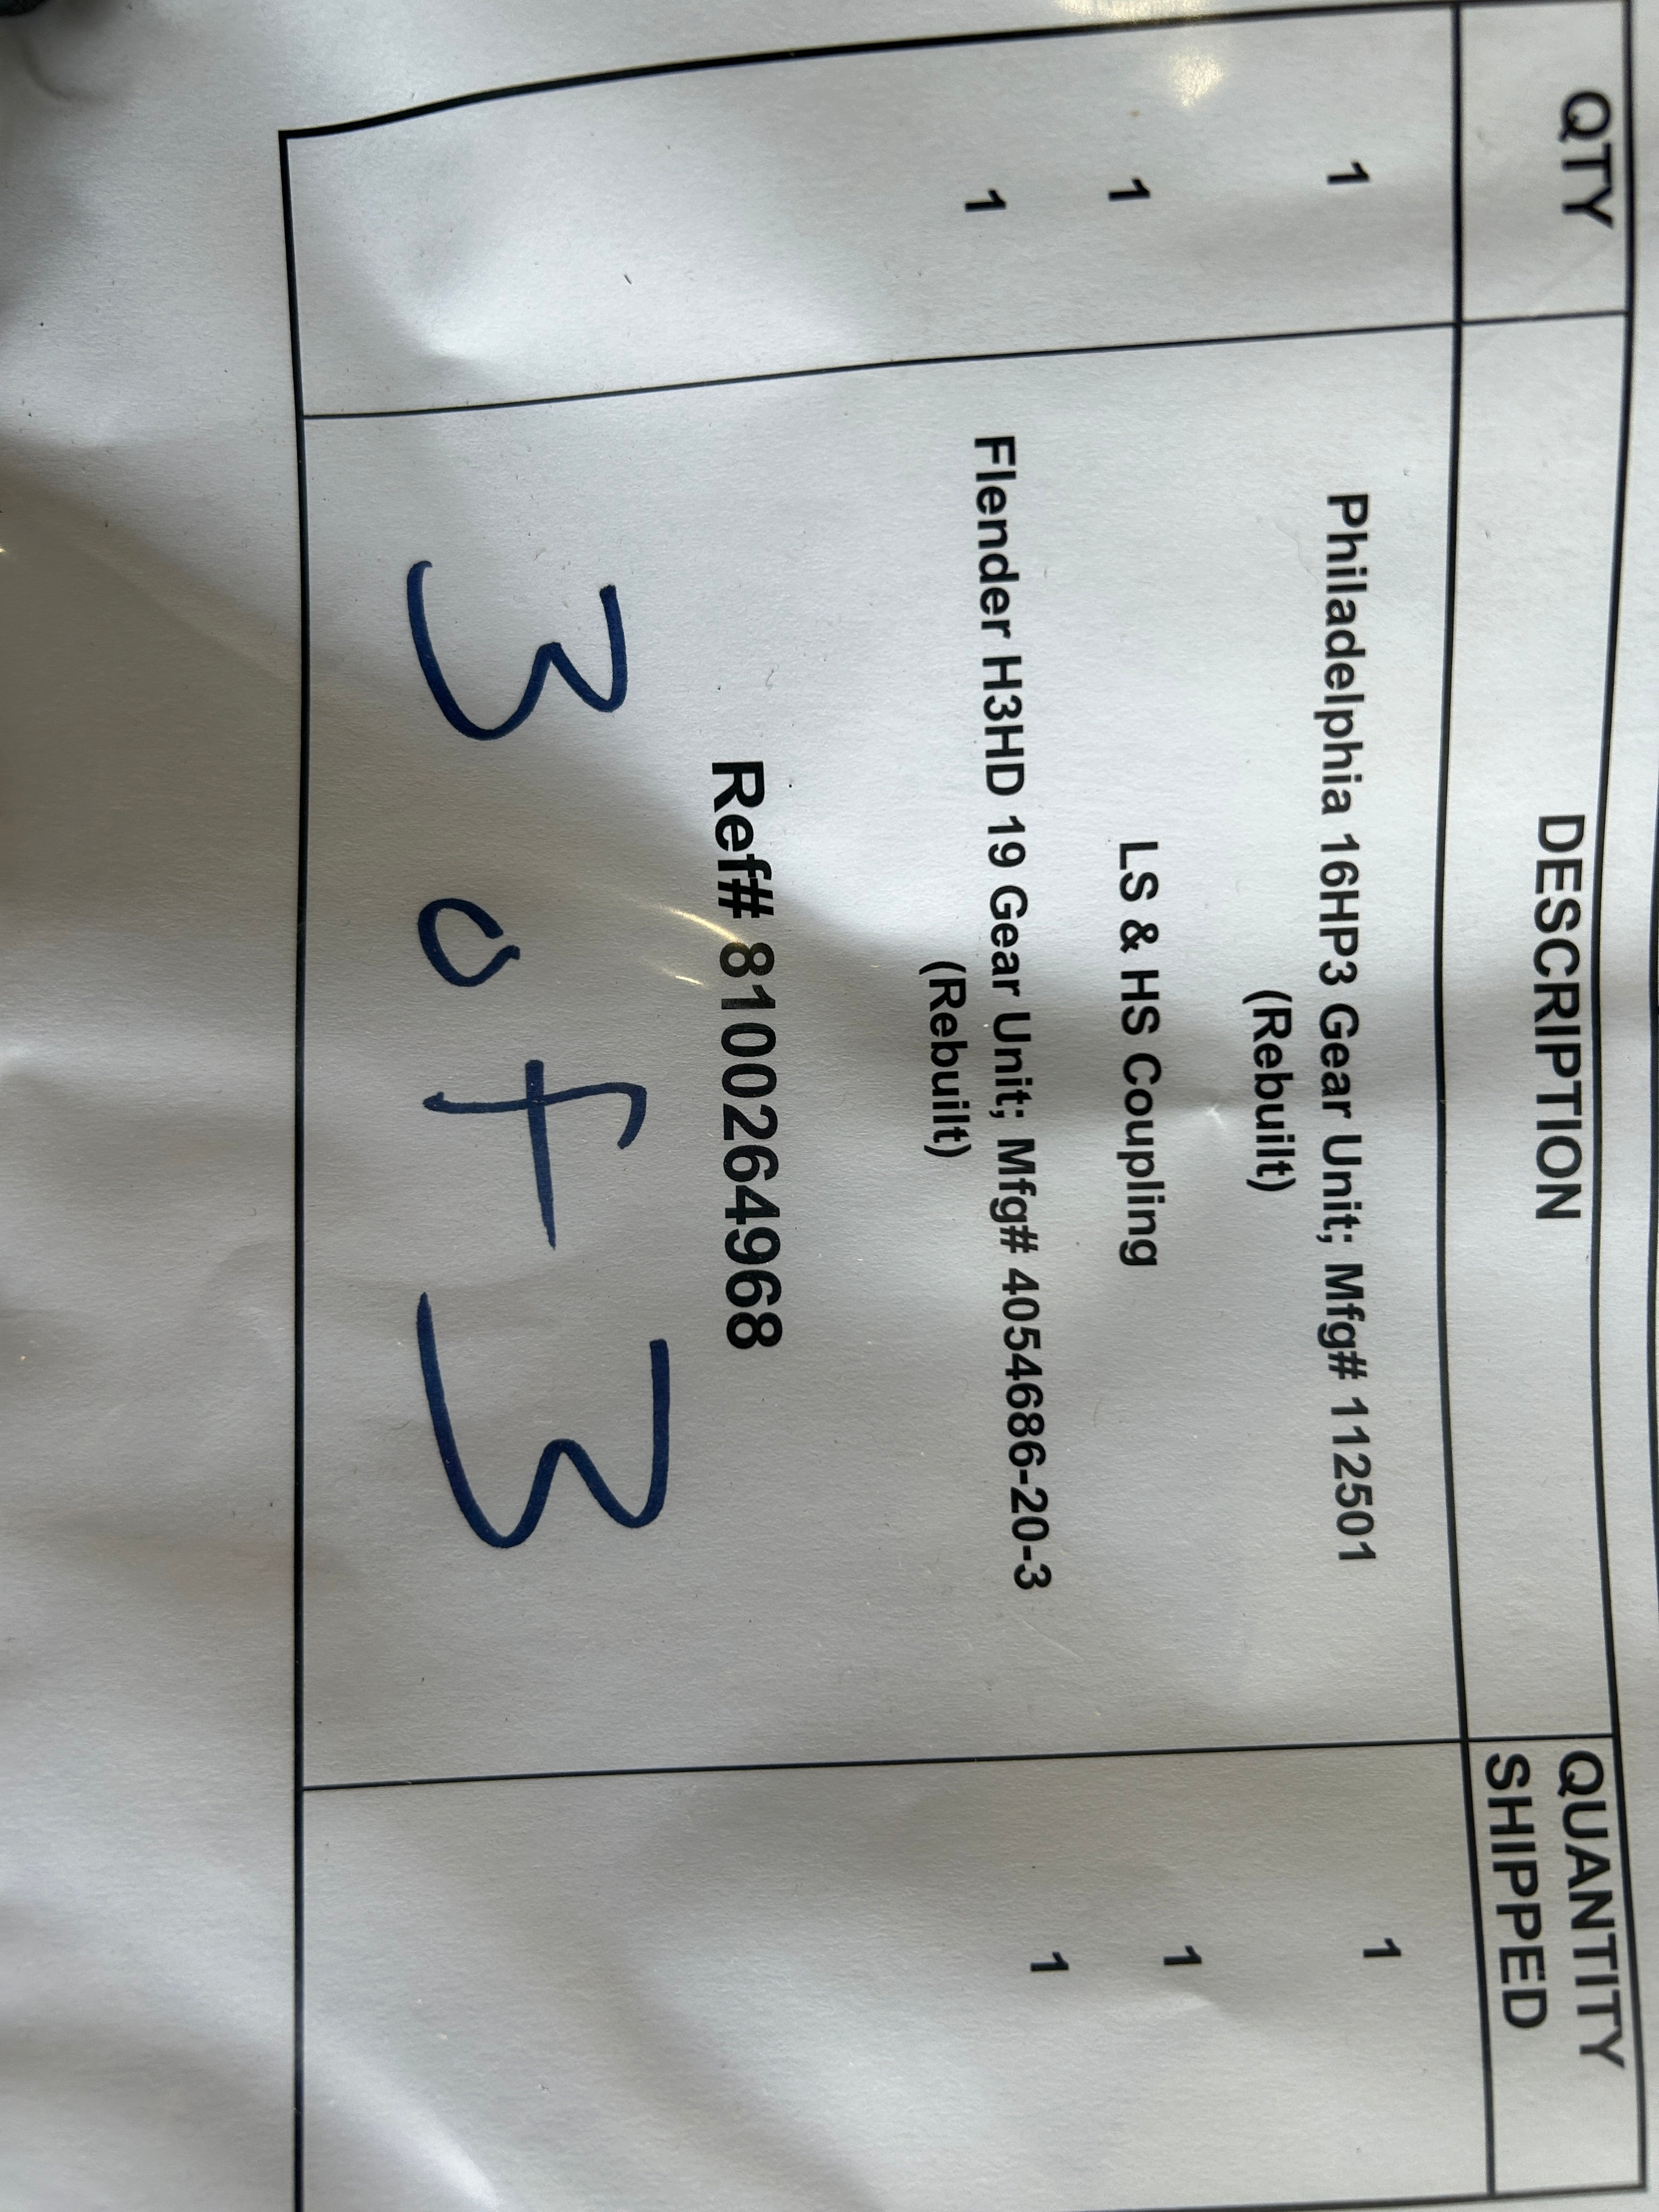 QTY DESCRIPTION QUANTITY SHIPPED
1 Philadelphia 16HP3 Gear Unit; Mfg# 112501 1
(Rebuilt)
1 LS & HS Coupling 1
1 Flender H3HD 19 Gear Unit; Mfg# 4054686-20-3 1
(Rebuilt)
Ref# 8100264968
3 of 3